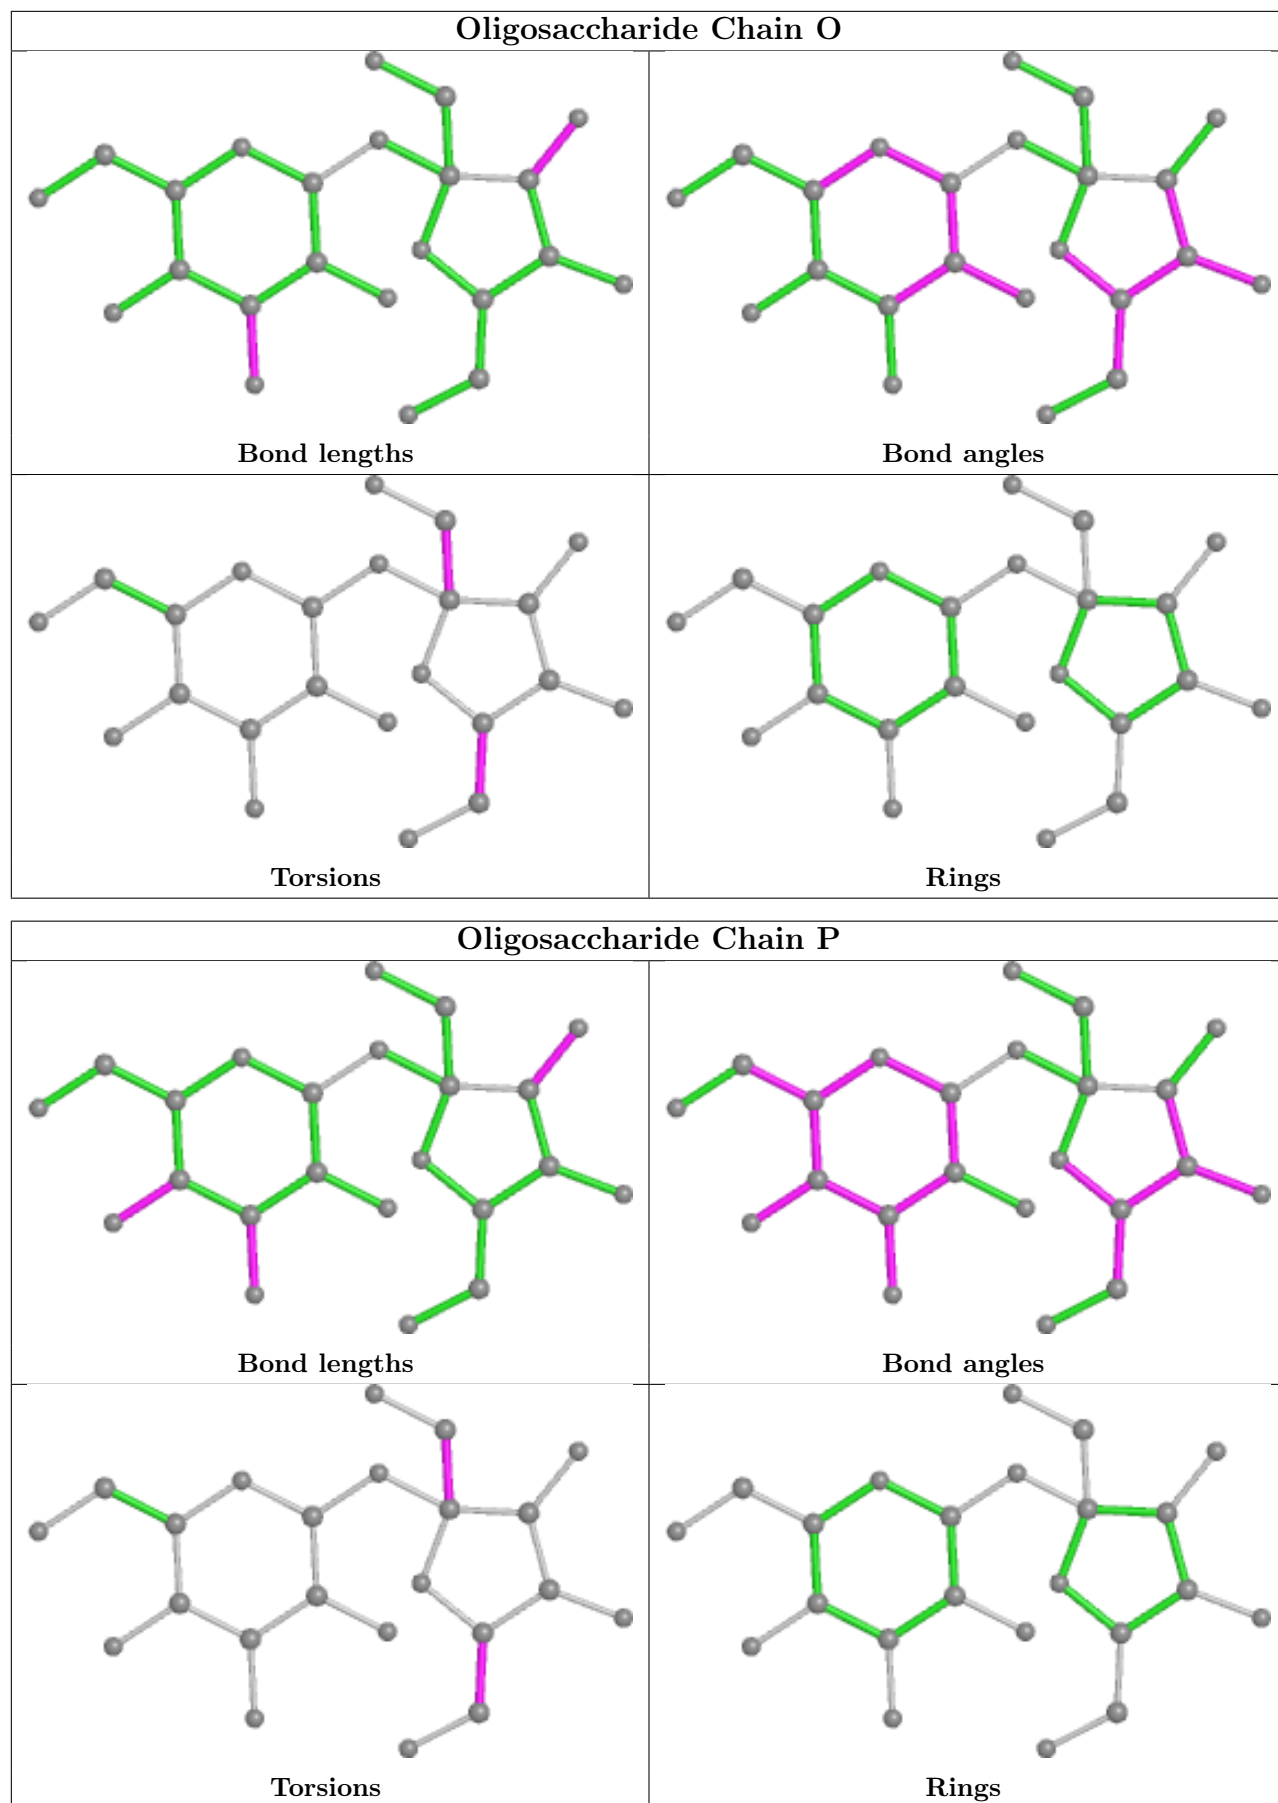 Oligosaccharide Chain O
Bond lengths
Bond angles
Torsions
Rings
Oligosaccharide Chain P
Bond lengths
Bond angles
Torsions
Rings